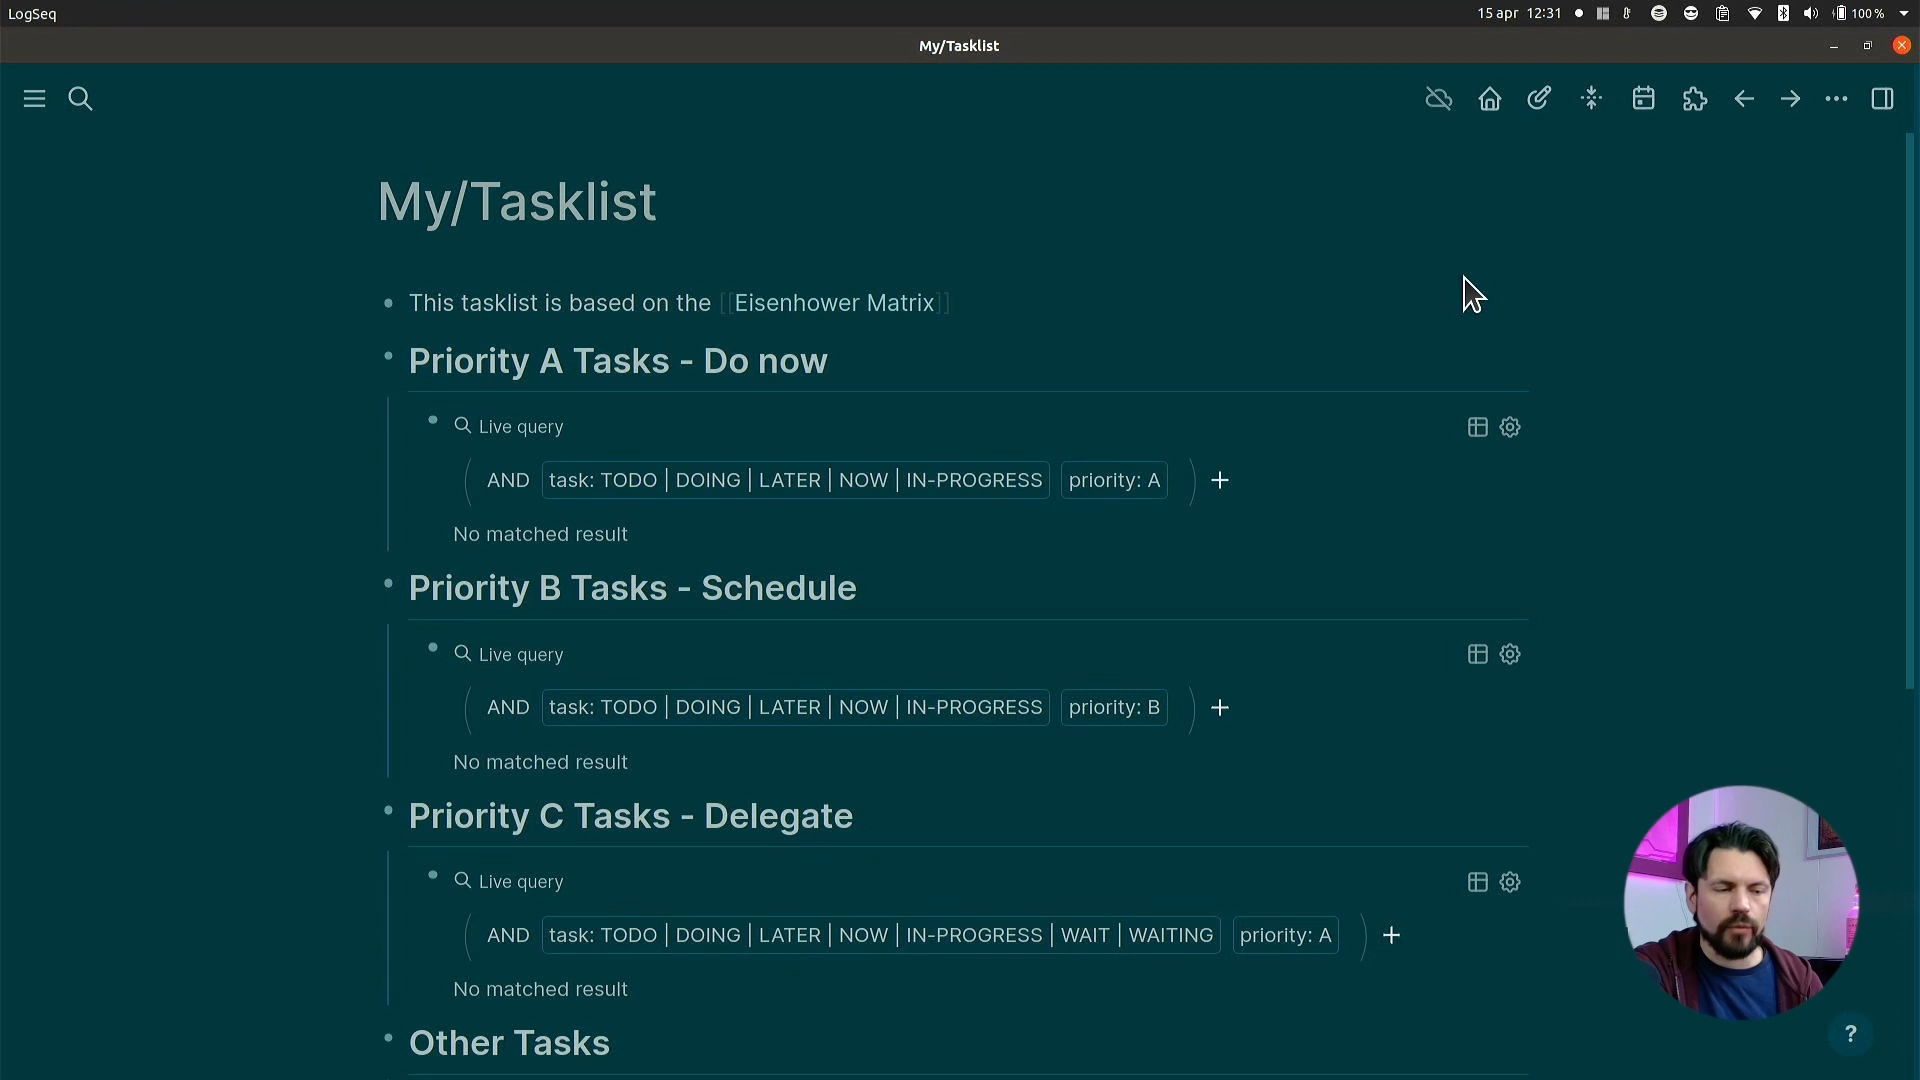 LogSeq
15 apr 12:31
100 %
My/Tasklist
My/Tasklist
This tasklist is based on the [[Eisenhower Matrix]]
Priority A Tasks - Do now
Live query
AND task: TODO | DOING | LATER | NOW | IN-PROGRESS priority: A +
No matched result
Priority B Tasks - Schedule
Live query
AND task: TODO | DOING | LATER | NOW | IN-PROGRESS priority: B +
No matched result
Priority C Tasks - Delegate
Live query
AND task: TODO | DOING | LATER | NOW | IN-PROGRESS | WAIT | WAITING priority: A +
No matched result
Other Tasks
?